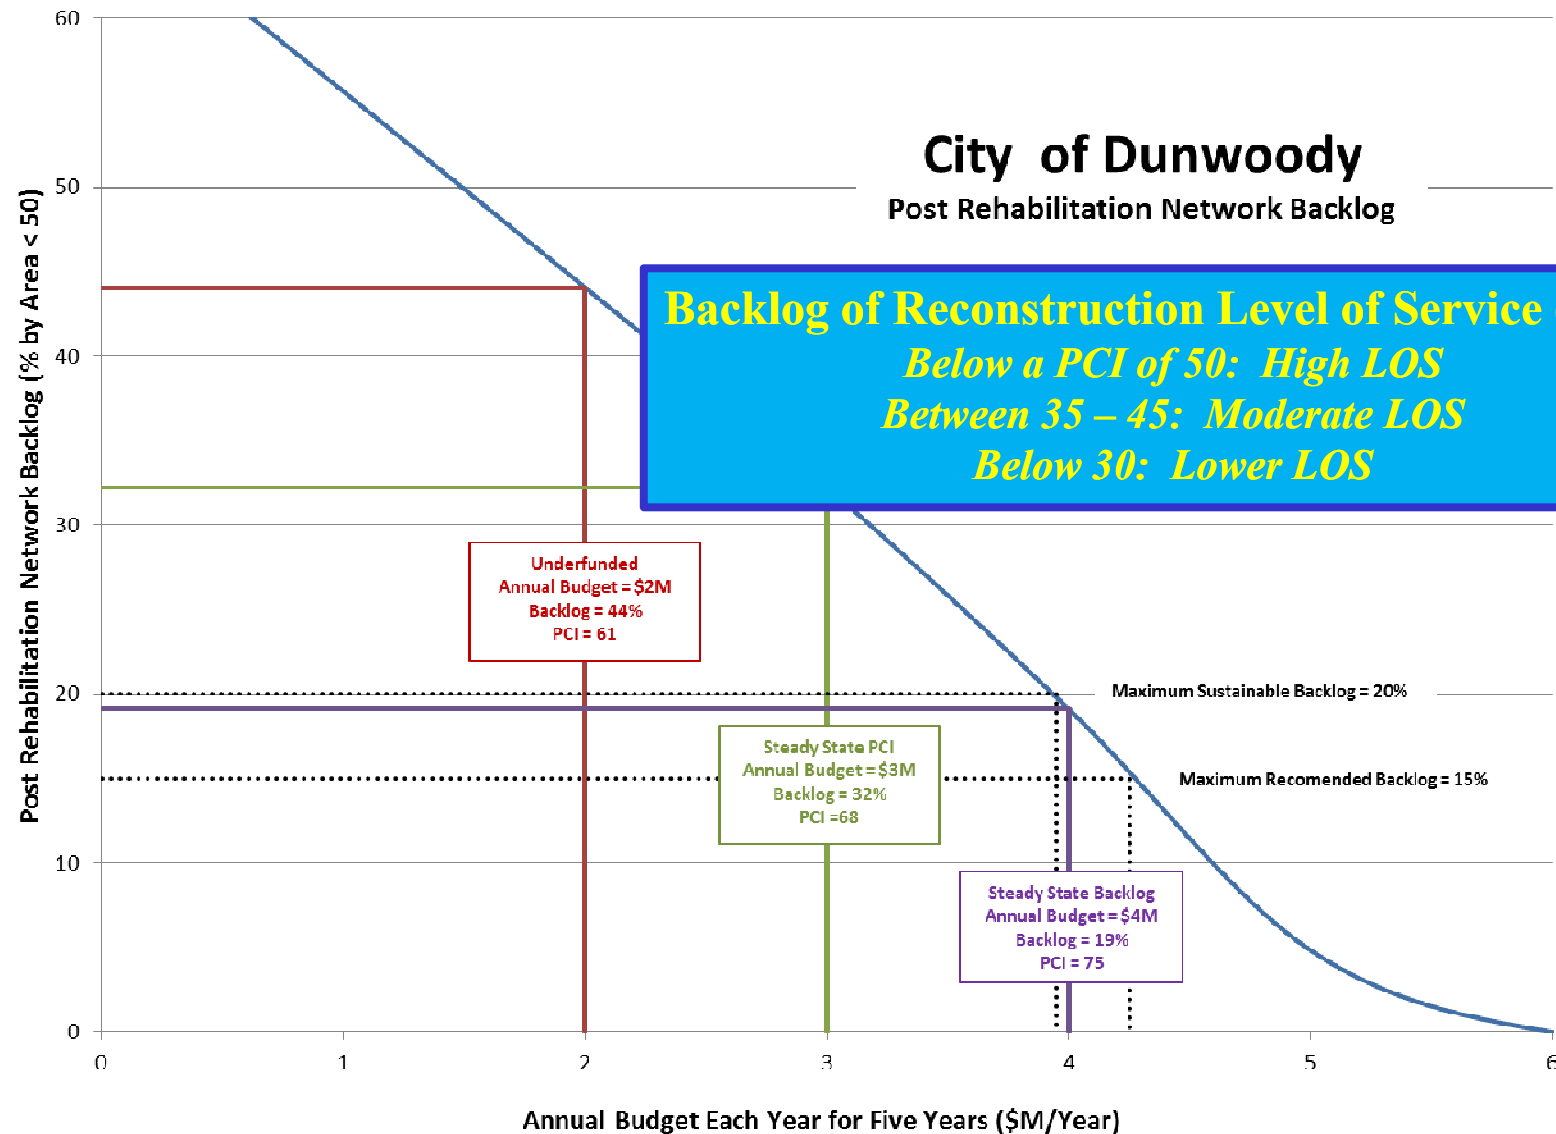 City of Dunwoody
Post Rehabilitation Network Backlog
Post Rehabilitation Network Backlog (% by Area < 50)
60
50
40
30
20
10
0
Backlog of Reconstruction Level of Service
Below a PCI of 50: High LOS
Between 35 – 45: Moderate LOS
Below 30: Lower LOS
Underfunded
Annual Budget = $2M
Backlog = 44%
PCI = 61
Maximum Sustainable Backlog = 20%
Steady State PCI
Annual Budget = $3M
Backlog = 32%
PCI =68
Maximum Recomended Backlog = 15%
Steady State Backlog
Annual Budget = $4M
Backlog = 19%
PCI = 75
0 1 2 3 4 5 6
Annual Budget Each Year for Five Years ($M/Year)